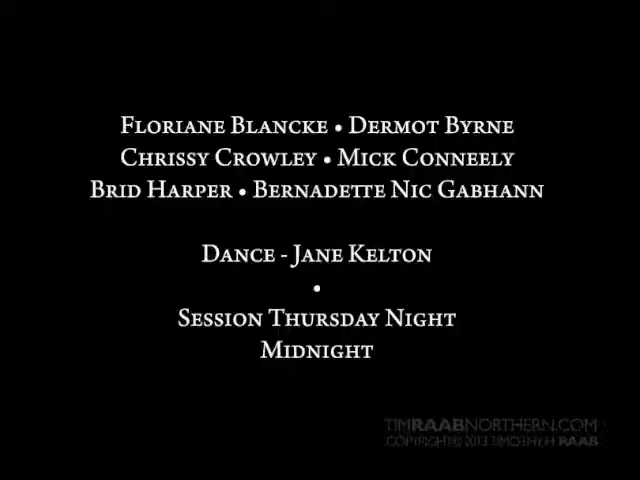 Floriane Blancke • Dermot Byrne
Chrissy Crowley • Mick Conneely
Brid Harper • Bernadette Nic Gabhann
Dance - Jane Kelton
•
Session Thursday Night
Midnight
TIMRAABNORTHERN.COM
COPYRIGHT© 2013 TIMOTHY H RAAB